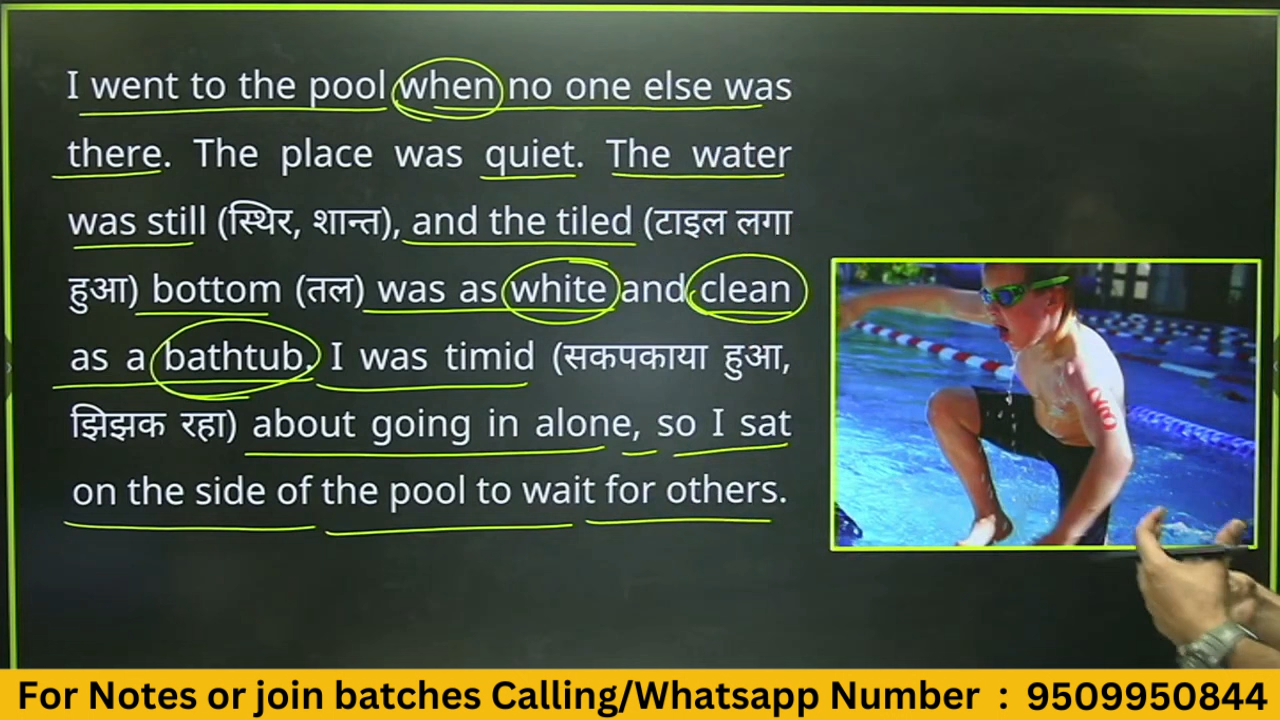 I went to the pool when no one else was
there. The place was quiet. The water
was still (स्थिर, शान्त), and the tiled (टाइल लगा
हुआ) bottom (तल) was as white and clean
as a bathtub. I was timid (सकपकाया हुआ,
झिझक रहा) about going in alone, so I sat
on the side of the pool to wait for others.
For Notes or join batches Calling/Whatsapp Number : 9509950844